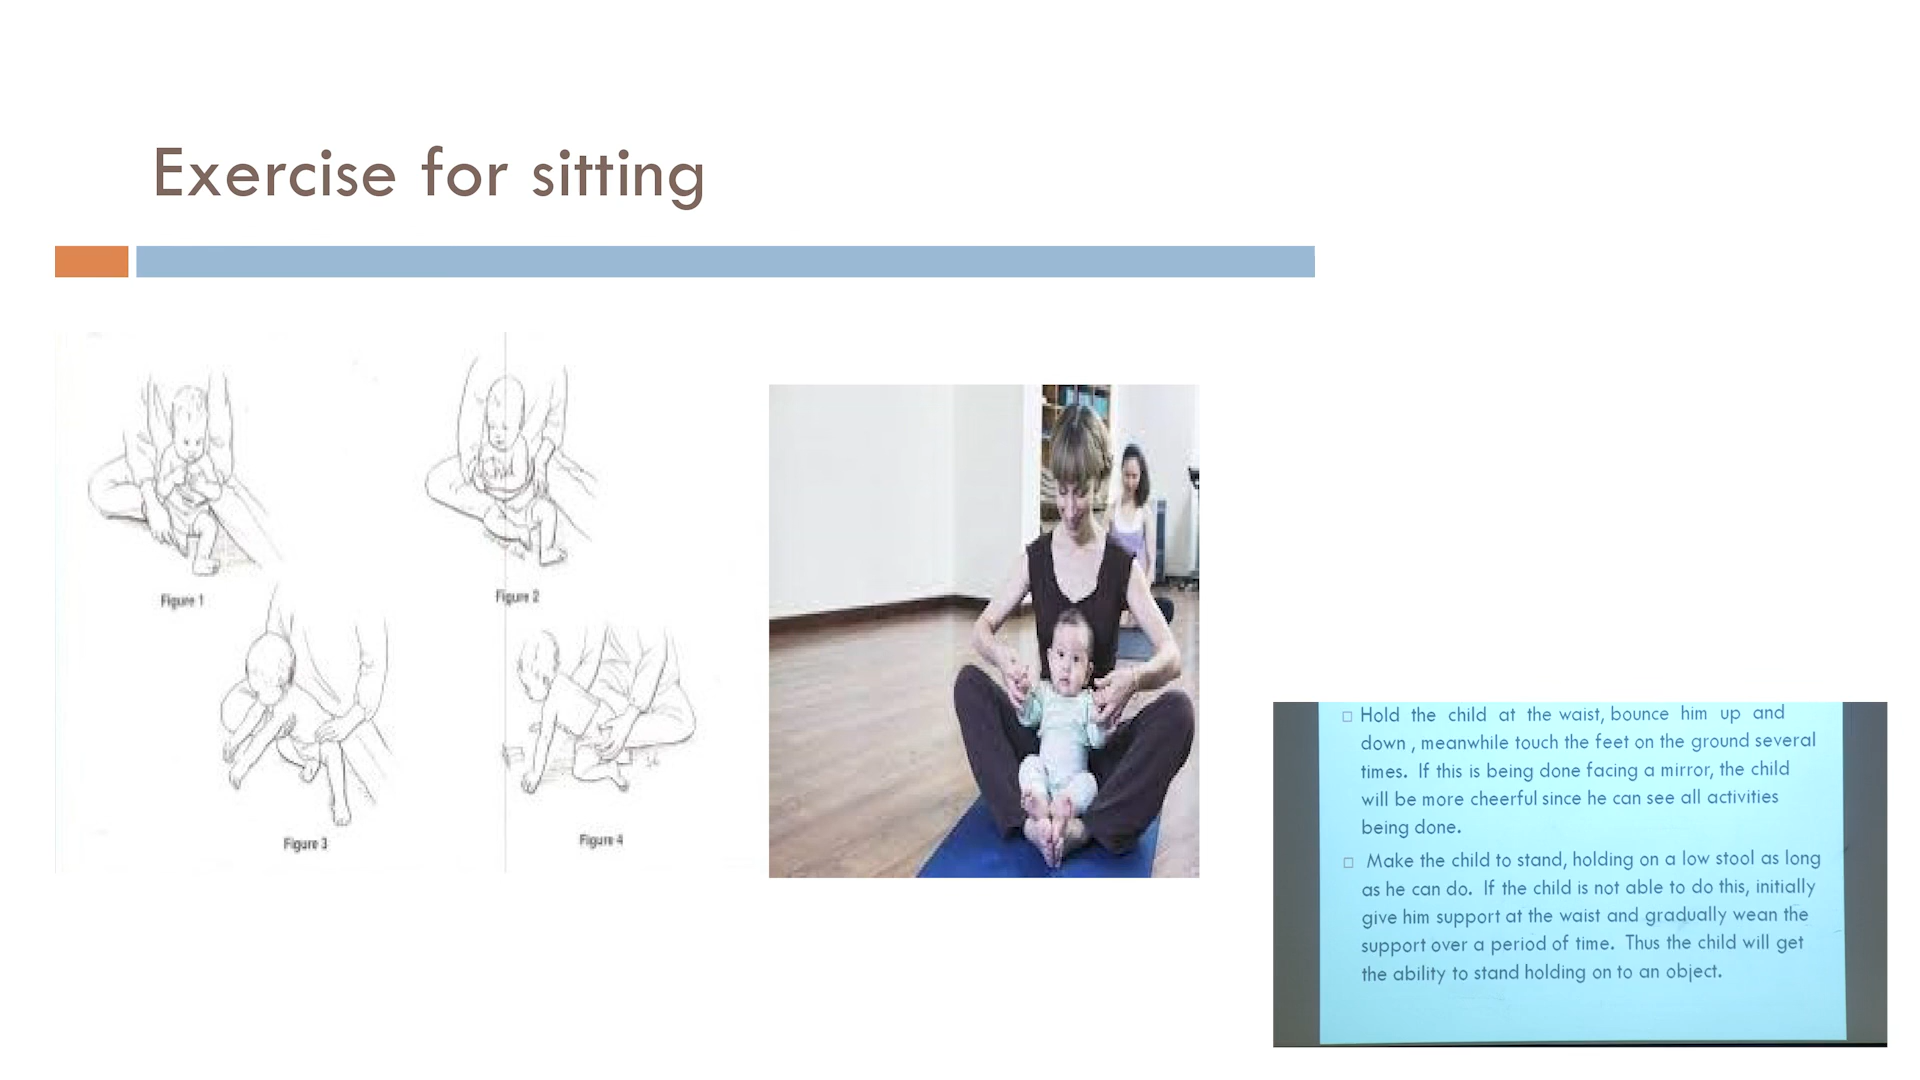 Exercise for sitting
Figure 1
Figure 2
Figure 3
Figure 4
Hold the child at the waist, bounce him up and
down , meanwhile touch the feet on the ground several
times. If this is being done facing a mirror, the child
will be more cheerful since he can see all activities
being done.
Make the child to stand, holding on a low stool as long
as he can do. If the child is not able to do this, initially
give him support at the waist and gradually wean the
support over a period of time. Thus the child will get
the ability to stand holding on to an object.